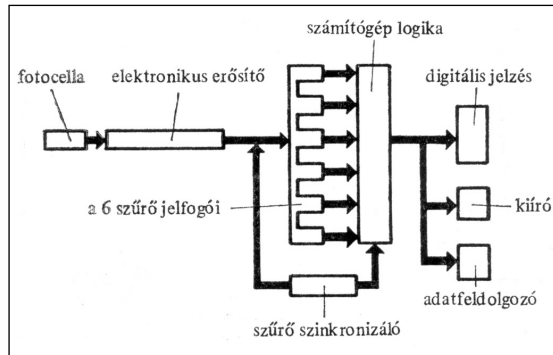 számítógép logika
fotocella
elektronikus erősítő
digitális jelzés
a 6 szűrő jelfogói
kiíró
szűrő szinkronizáló
adatfeldolgozó